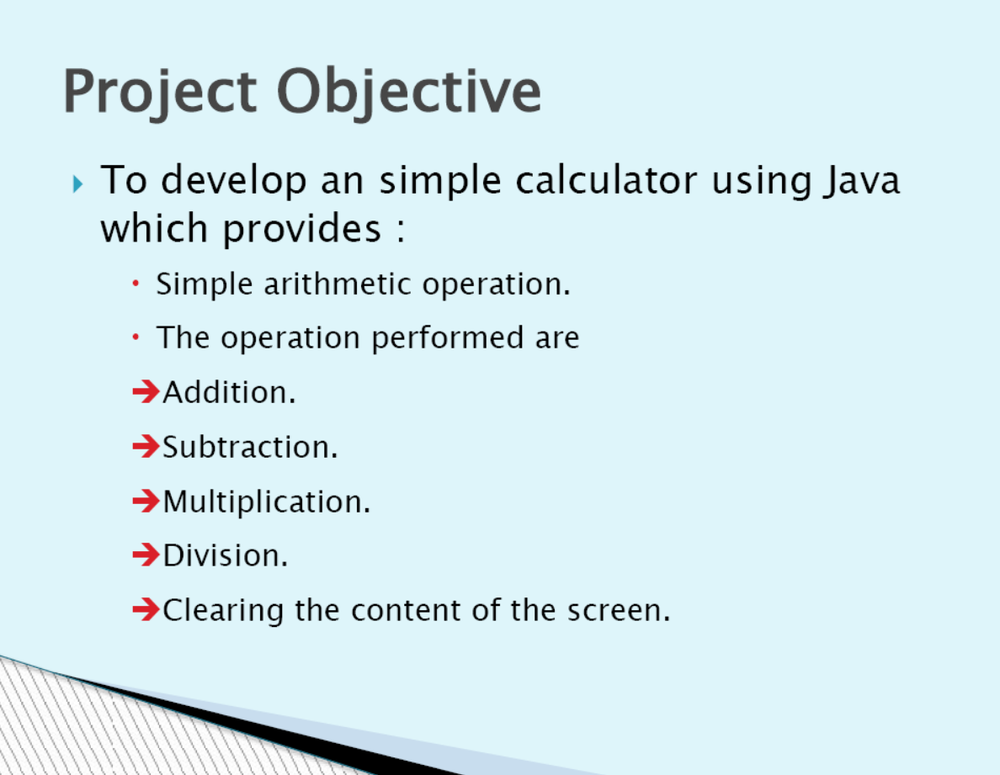 Project Objective
To develop an simple calculator using Java
which provides :
• Simple arithmetic operation.
• The operation performed are
➔Addition.
➔Subtraction.
➔Multiplication.
➔Division.
➔Clearing the content of the screen.